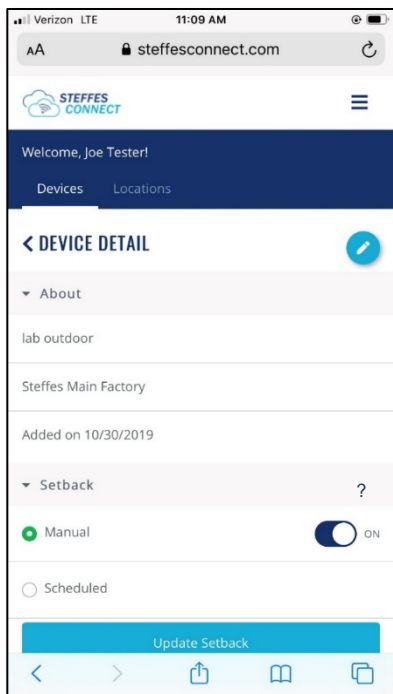 Verizon LTE 11:09 AM
AA steffesconnect.com
STEFFES
CONNECT
Welcome, Joe Tester!
Devices Locations
DEVICE DETAIL
About
lab outdoor
Steffes Main Factory
Added on 10/30/2019
Setback ?
Manual ON
Scheduled
Update Setback